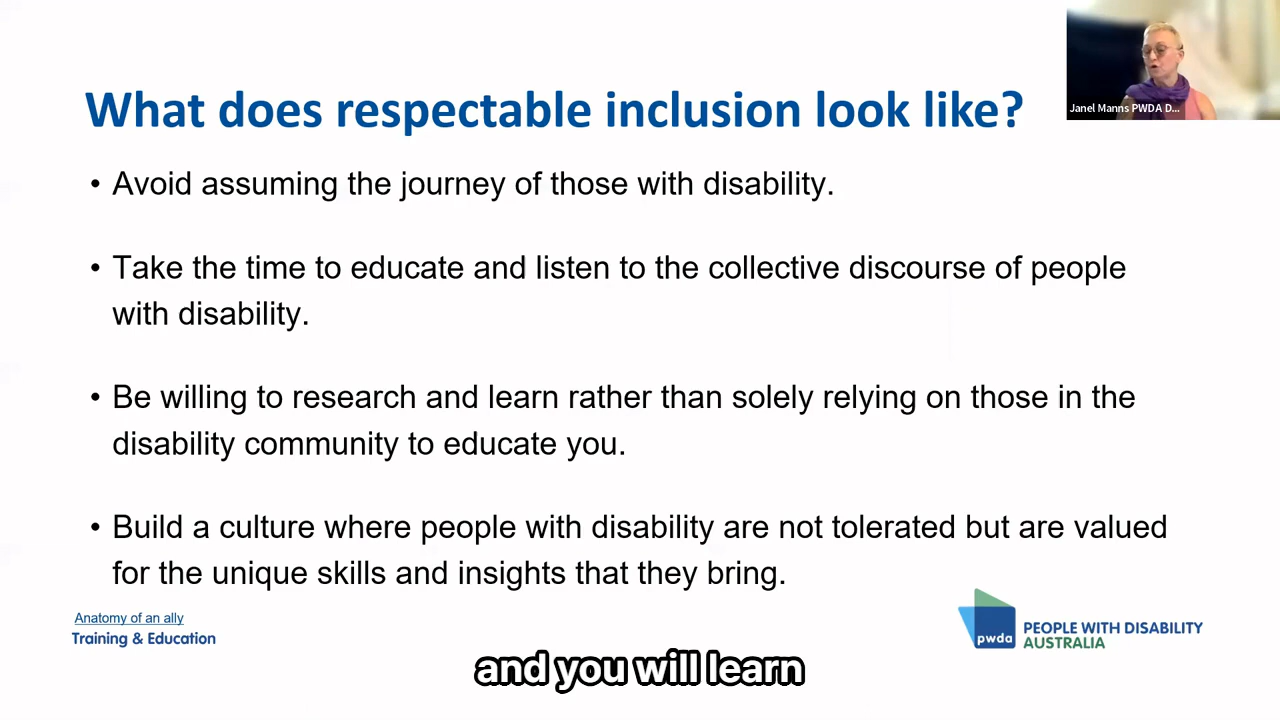 What does respectable inclusion look like?
Janel Manns PWDA D...
• Avoid assuming the journey of those with disability.
• Take the time to educate and listen to the collective discourse of people
with disability.
• Be willing to research and learn rather than solely relying on those in the
disability community to educate you.
• Build a culture where people with disability are not tolerated but are valued
for the unique skills and insights that they bring.
Anatomy of an ally
Training & Education
pwda
PEOPLE WITH DISABILITY
AUSTRALIA
and you will learn